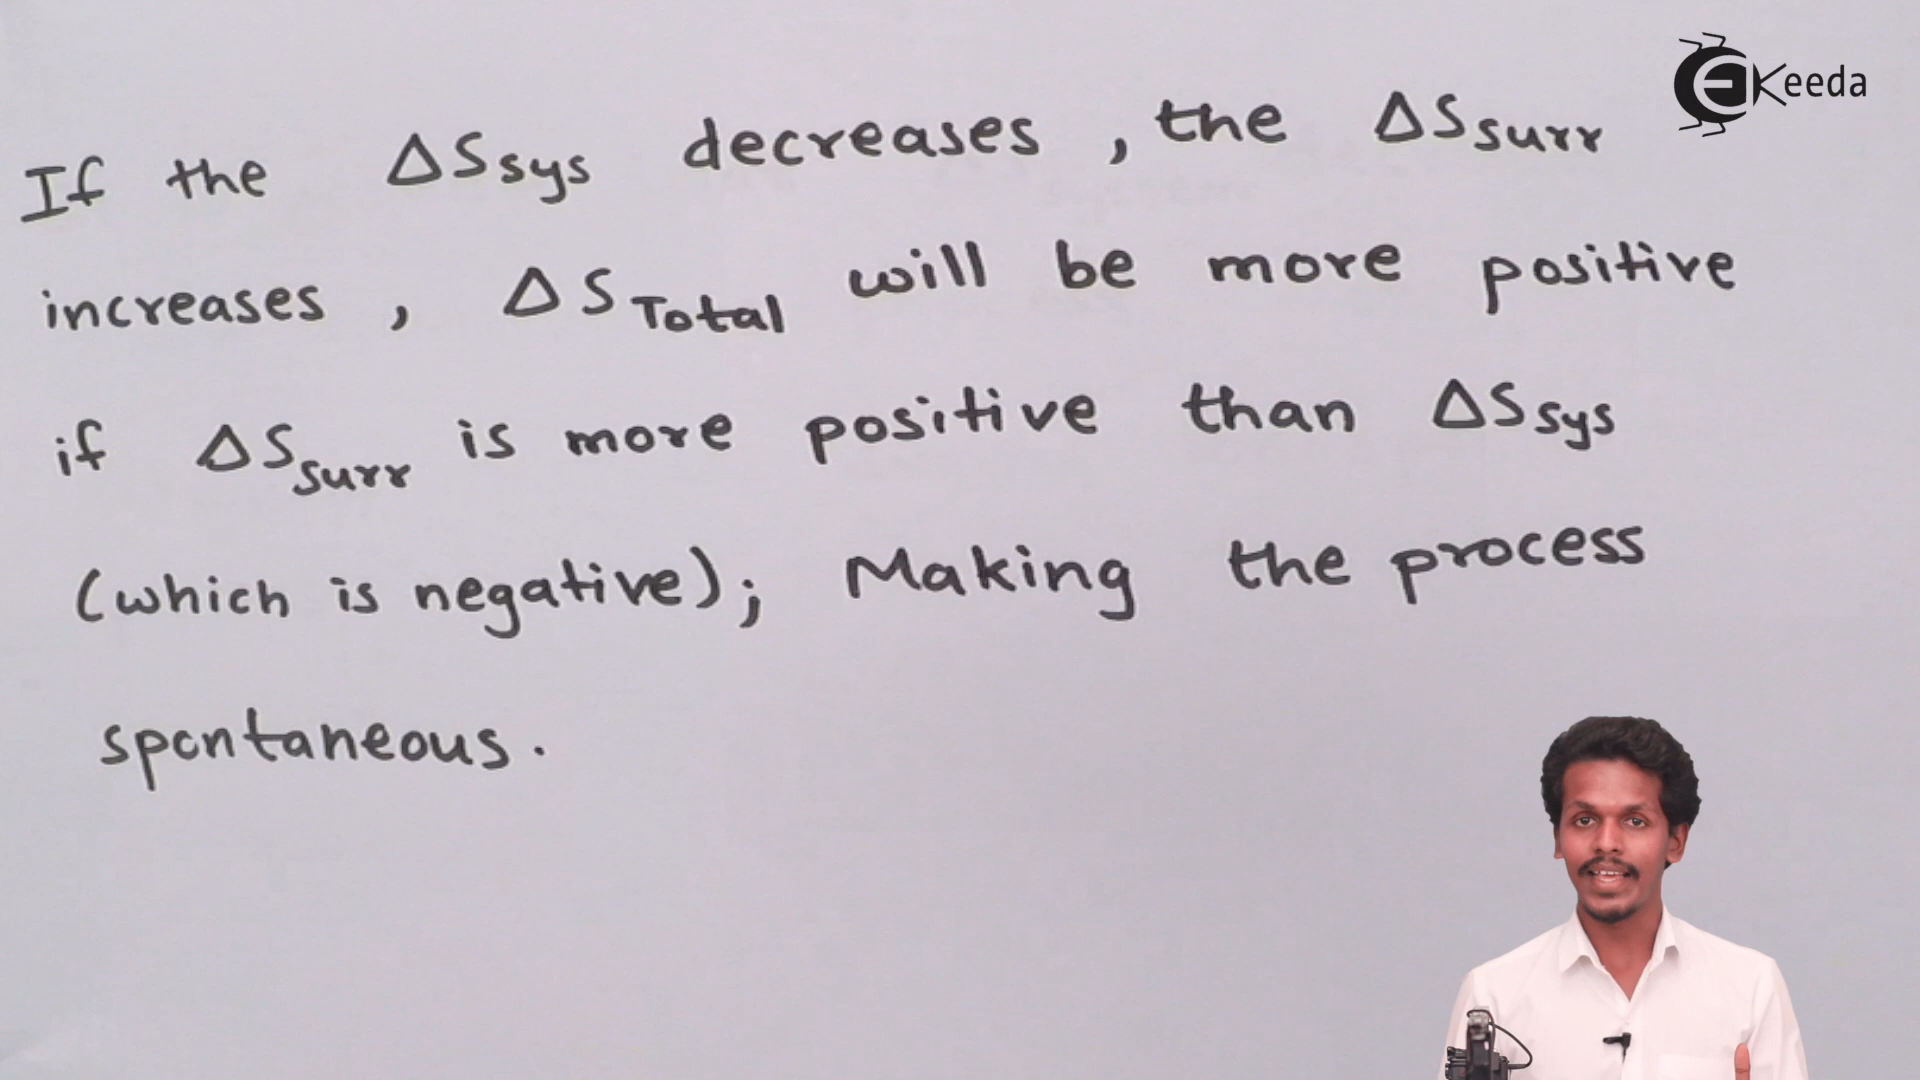 EKeeda
If the ΔSsys decreases, the ΔSsurr
increases, ΔSTotal will be more positive
if ΔSsurr is more positive than ΔSsys
(which is negative); Making the process
spontaneous.